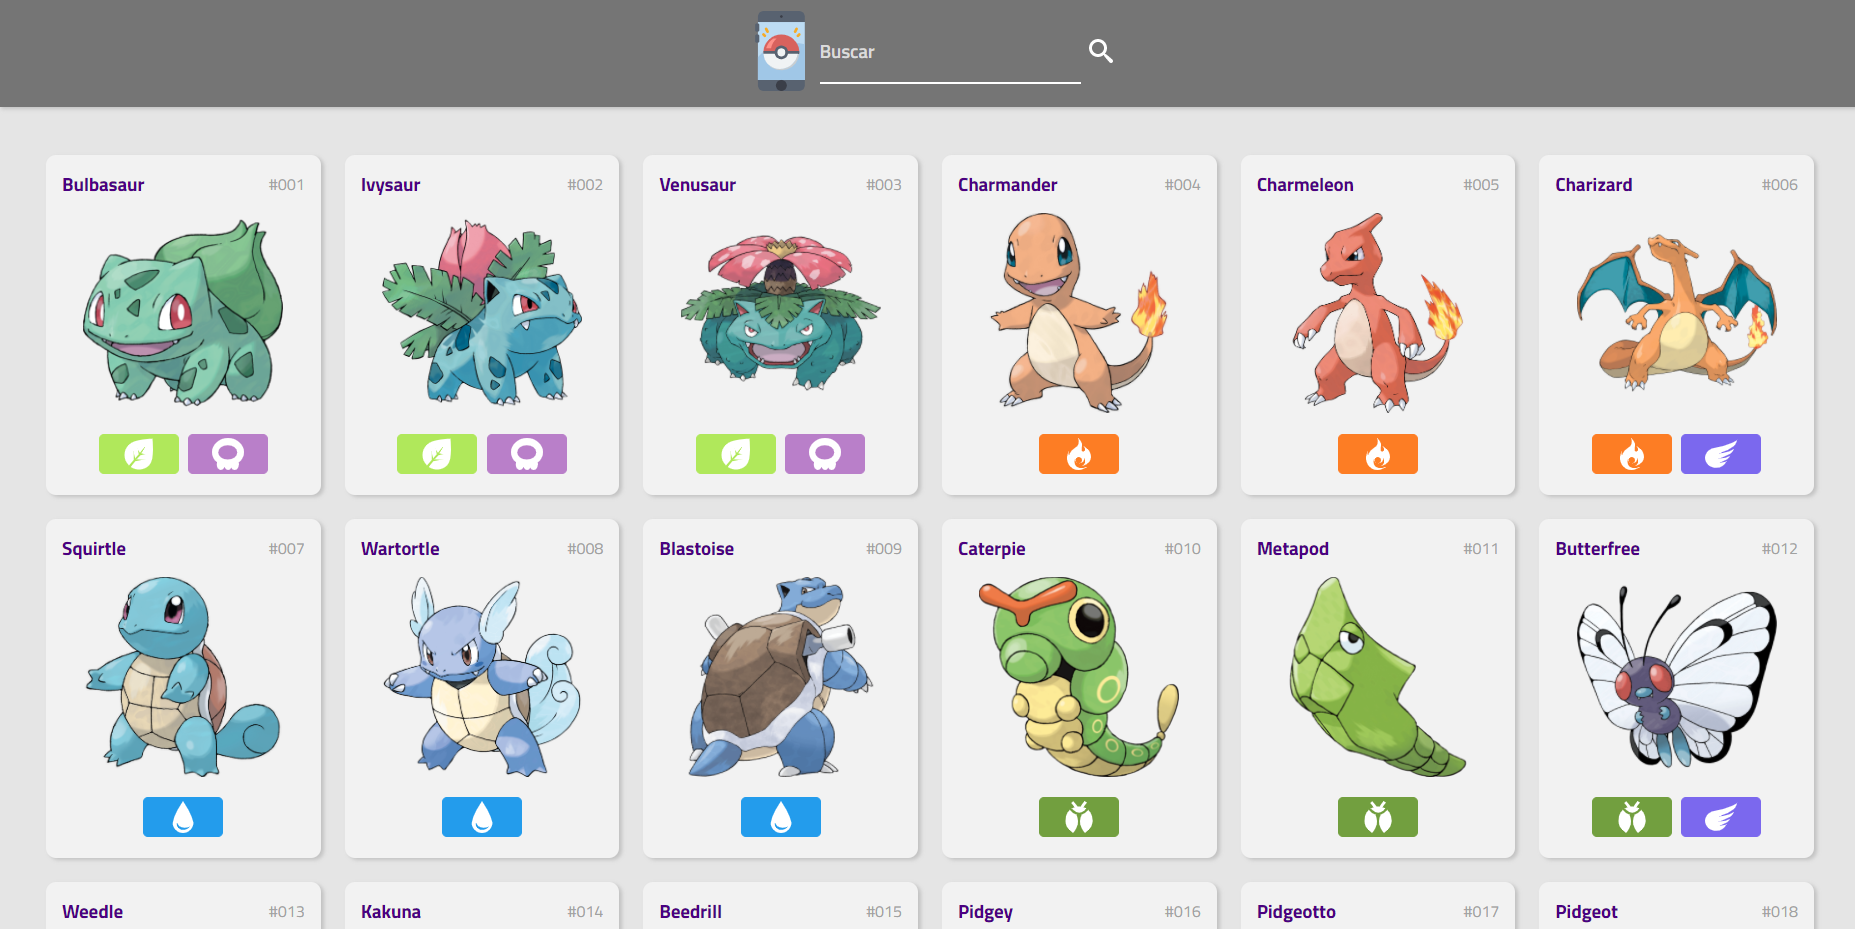 Buscar
Bulbasaur #001
Ivysaur #002
Venusaur #003
Charmander #004
Charmeleon #005
Charizard #006
Squirtle #007
Wartortle #008
Blastoise #009
Caterpie #010
Metapod #011
Butterfree #012
Weedle #013
Kakuna #014
Beedrill #015
Pidgey #016
Pidgeotto #017
Pidgeot #018